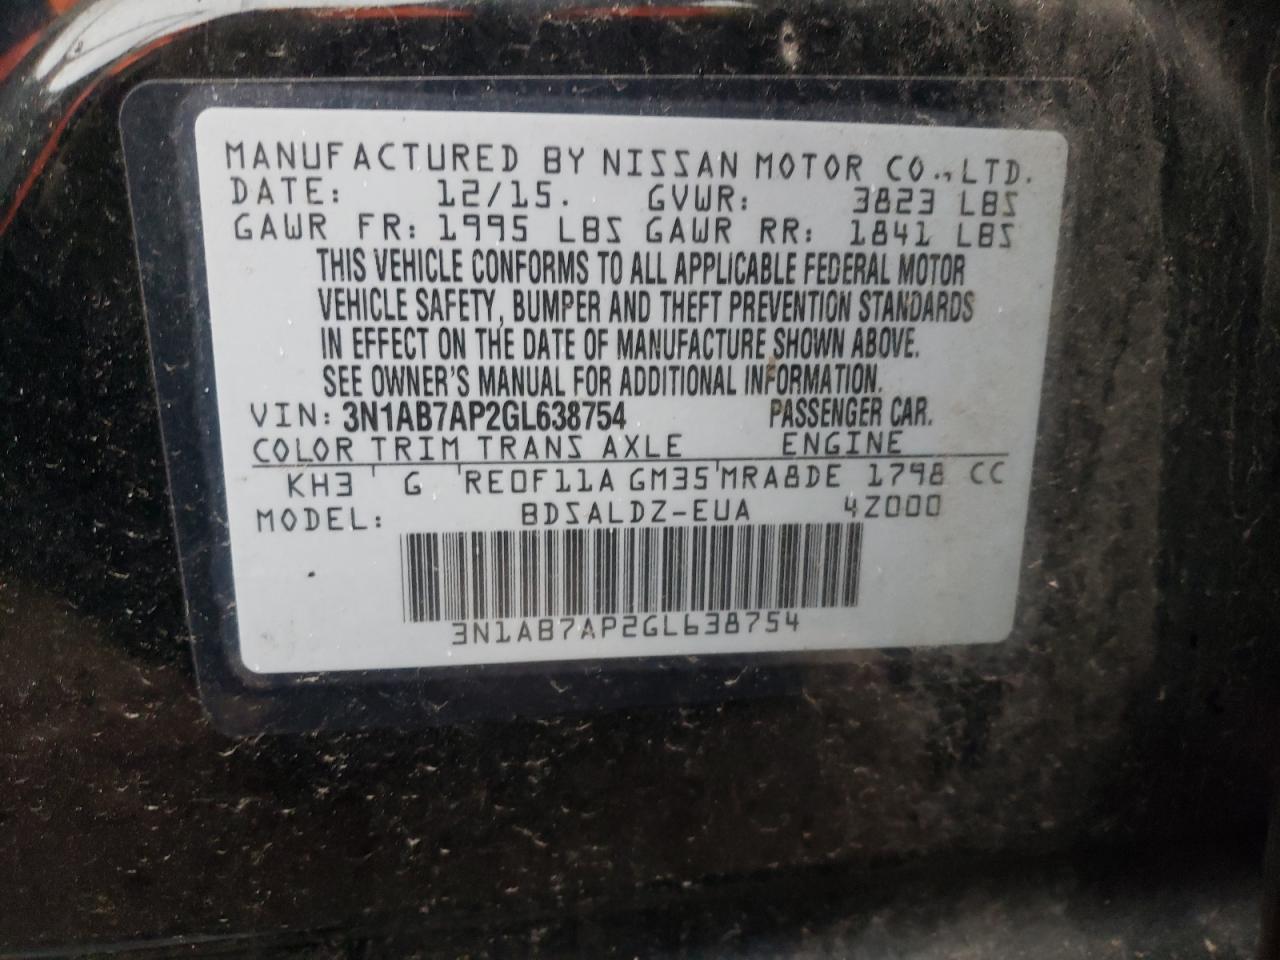 MANUFACTURED BY NISSAN MOTOR CO., LTD.
DATE: 12/15. GVWR: 3823 LBS
GAWR FR: 1995 LBS GAWR RR: 1841 LBS
THIS VEHICLE CONFORMS TO ALL APPLICABLE FEDERAL MOTOR
VEHICLE SAFETY, BUMPER AND THEFT PREVENTION STANDARDS
IN EFFECT ON THE DATE OF MANUFACTURE SHOWN ABOVE.
SEE OWNER'S MANUAL FOR ADDITIONAL INFORMATION.
VIN: 3N1AB7AP2GL638754 PASSENGER CAR.
COLOR TRIM TRANS AXLE ENGINE
KH3 ' G ' RE0F11A GM35 ' MRA8DE 1798 CC
MODEL: BDSALDZ-EUA 4Z000
3N1AB7AP2GL638754